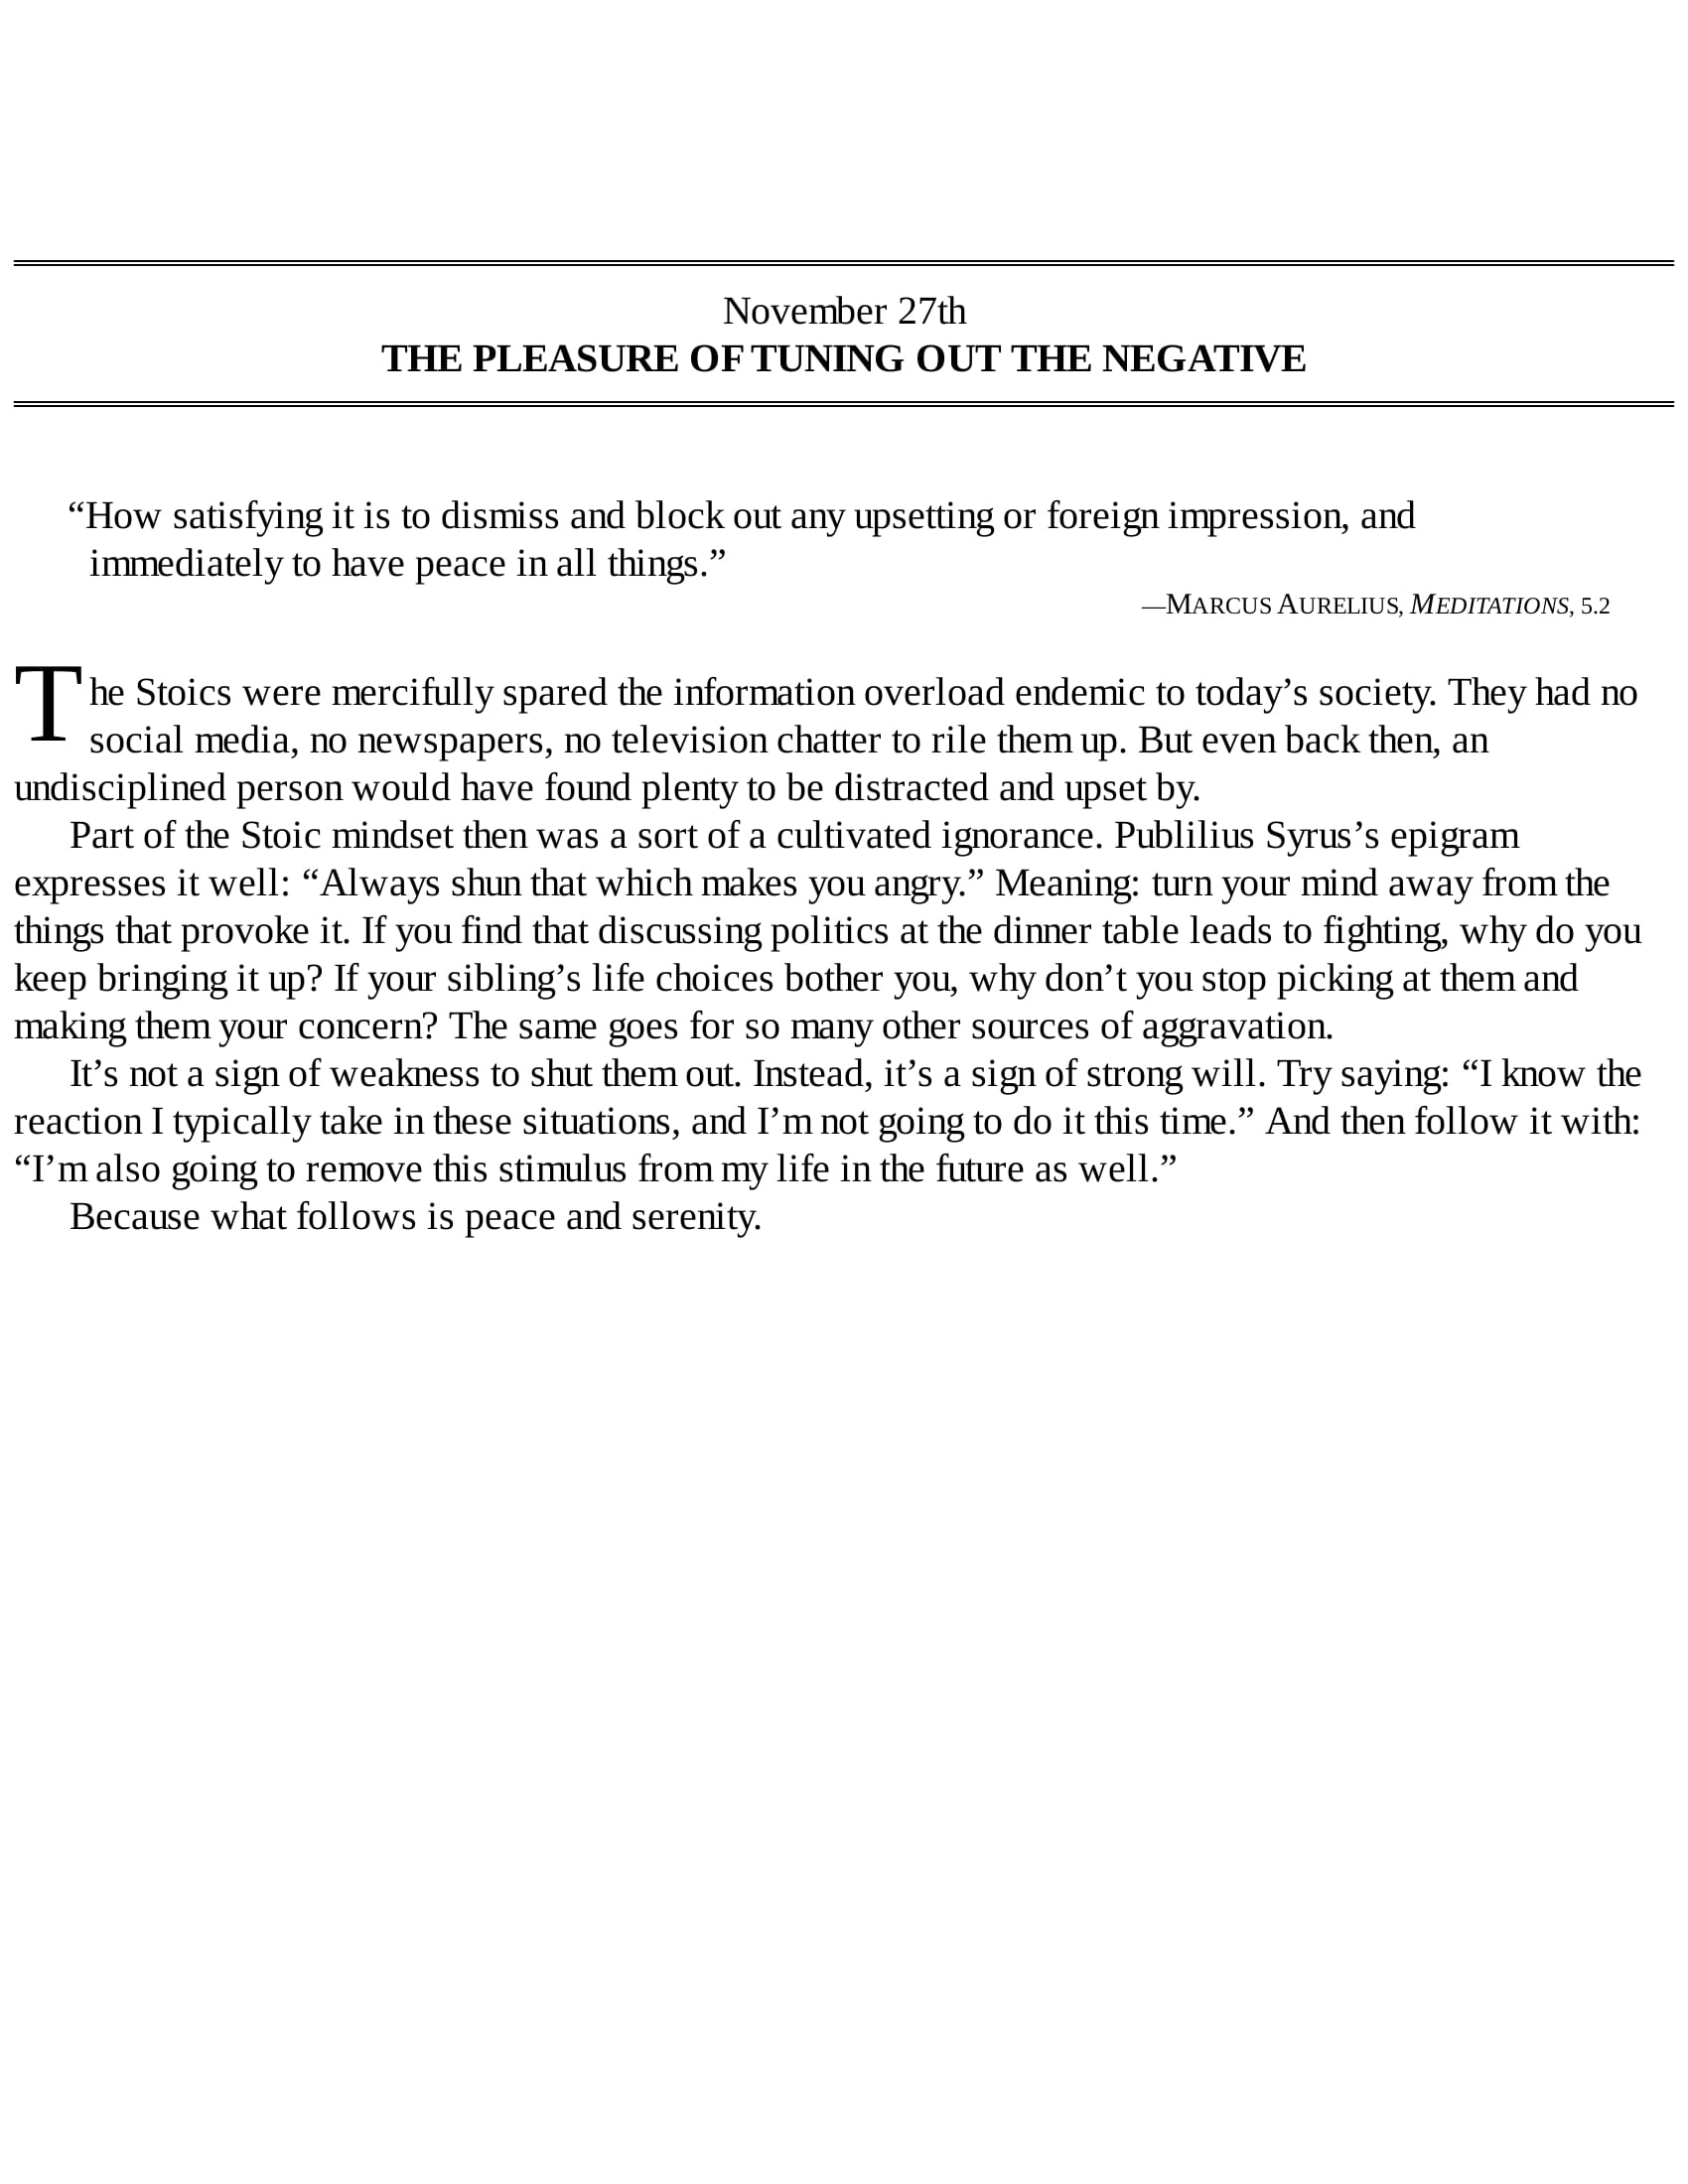 November 27th
THE PLEASURE OF TUNING OUT THE NEGATIVE
“How satisfying it is to dismiss and block out any upsetting or foreign impression, and
immediately to have peace in all things.”
—MARCUS AURELIUS, MEDITATIONS, 5.2
The Stoics were mercifully spared the information overload endemic to today’s society. They had no
social media, no newspapers, no television chatter to rile them up. But even back then, an
undisciplined person would have found plenty to be distracted and upset by.
Part of the Stoic mindset then was a sort of a cultivated ignorance. Publilius Syrus’s epigram
expresses it well: “Always shun that which makes you angry.” Meaning: turn your mind away from the
things that provoke it. If you find that discussing politics at the dinner table leads to fighting, why do you
keep bringing it up? If your sibling’s life choices bother you, why don’t you stop picking at them and
making them your concern? The same goes for so many other sources of aggravation.
It’s not a sign of weakness to shut them out. Instead, it’s a sign of strong will. Try saying: “I know the
reaction I typically take in these situations, and I’m not going to do it this time.” And then follow it with:
“I’m also going to remove this stimulus from my life in the future as well.”
Because what follows is peace and serenity.